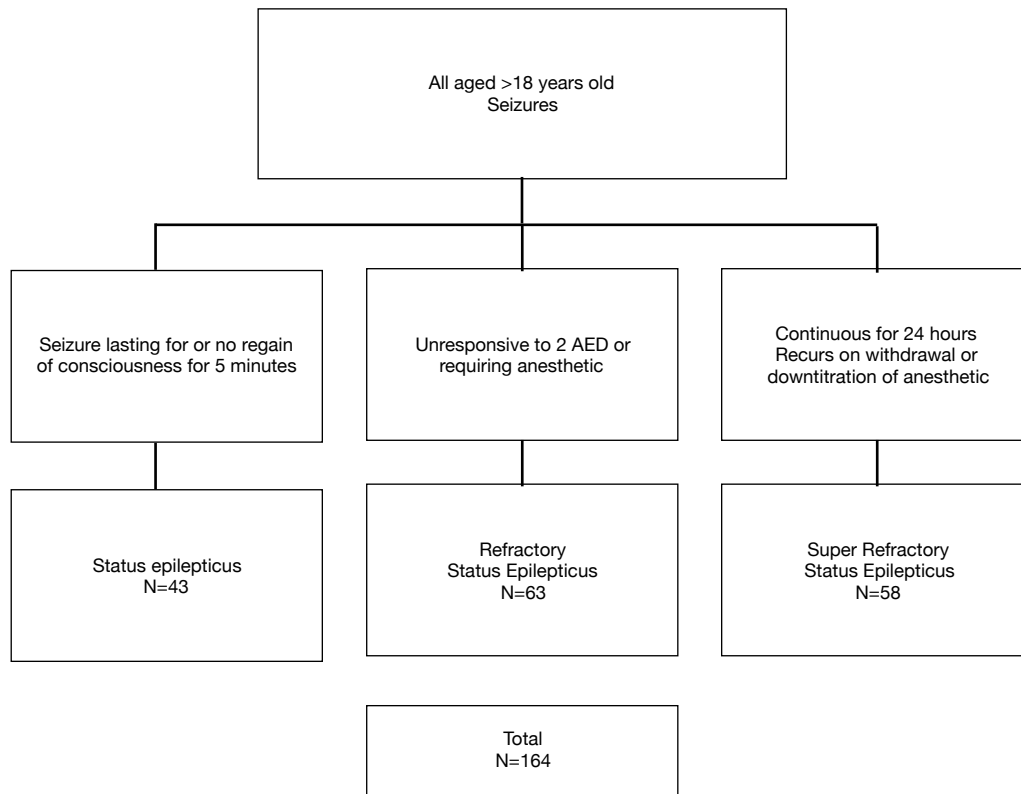 All aged >18 years old
Seizures
Seizure lasting for or no regain
of consciousness for 5 minutes
Unresponsive to 2 AED or
requiring anesthetic
Continuous for 24 hours
Recurs on withdrawal or
downtitration of anesthetic
Status epilepticus
N=43
Refractory
Status Epilepticus
N=63
Super Refractory
Status Epilepticus
N=58
Total
N=164